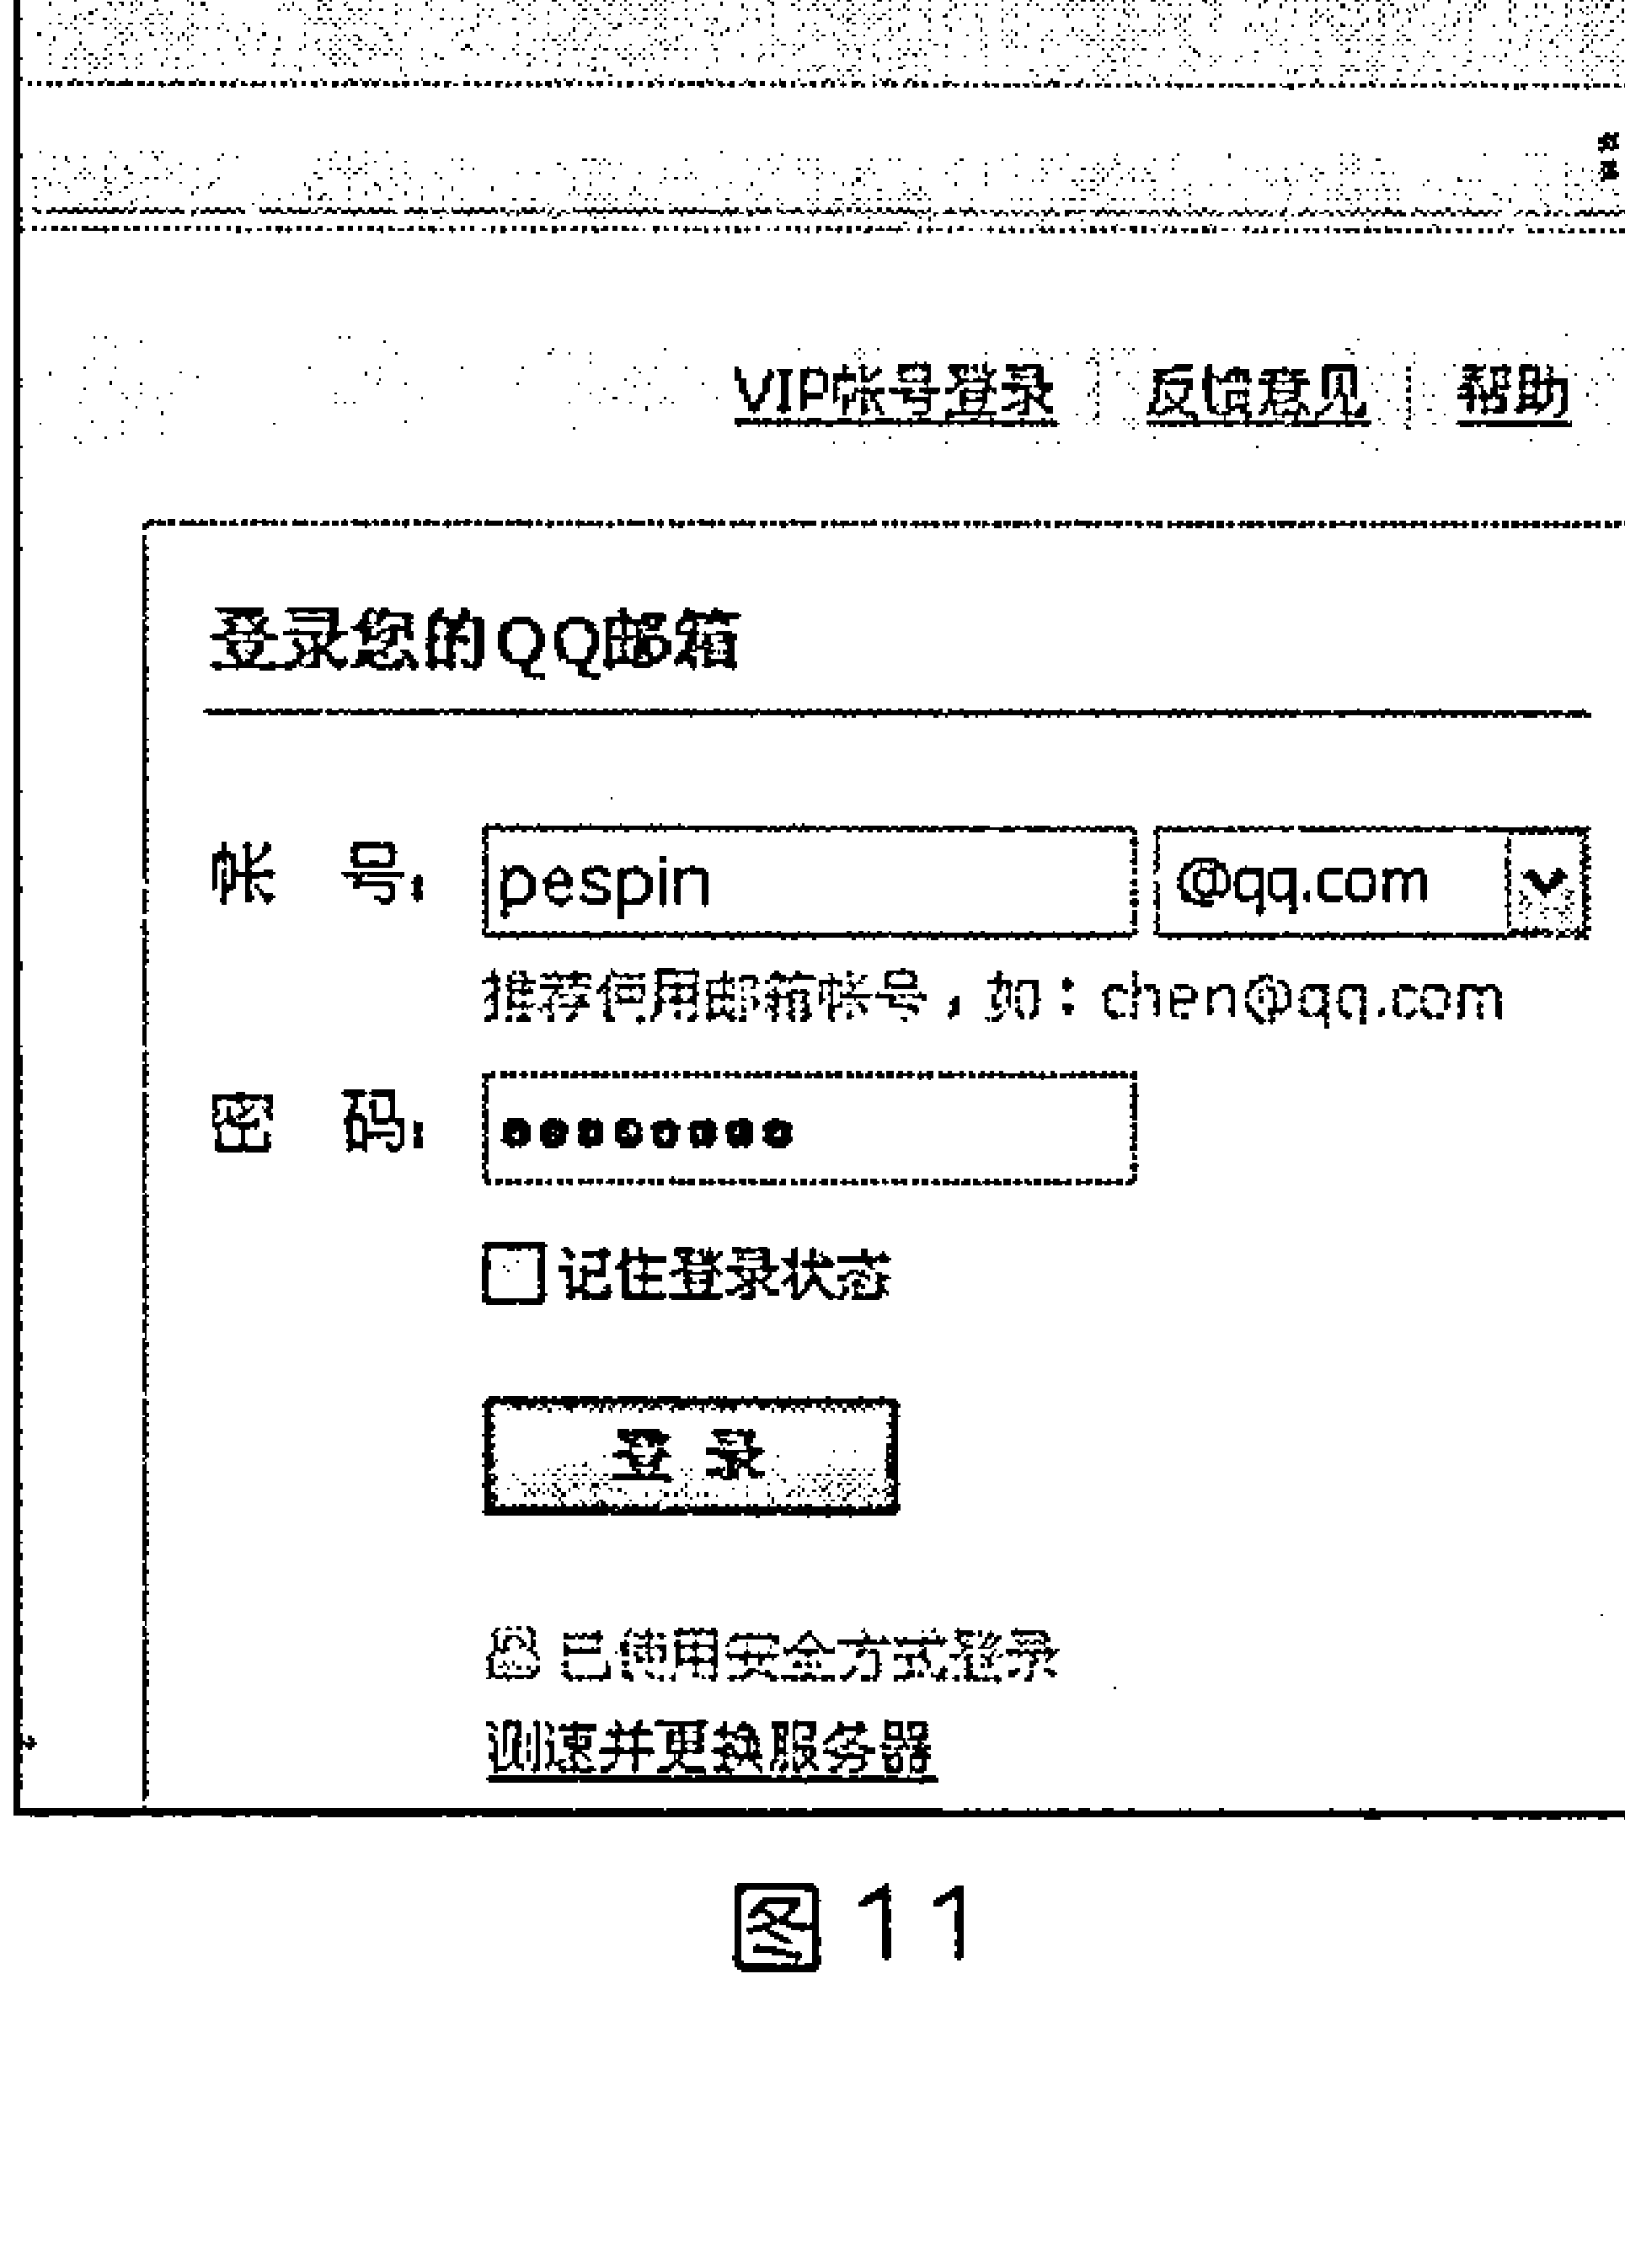 VIP帐号登录 | 反馈意见 | 帮助
登录您的QQ邮箱
帐 号: pespin @qq.com
推荐使用邮箱帐号，如：chen@qq.com
密 码: ●●●●●●●●
记住登录状态
登 录
已使用安全方式登录
测速并更换服务器
图11